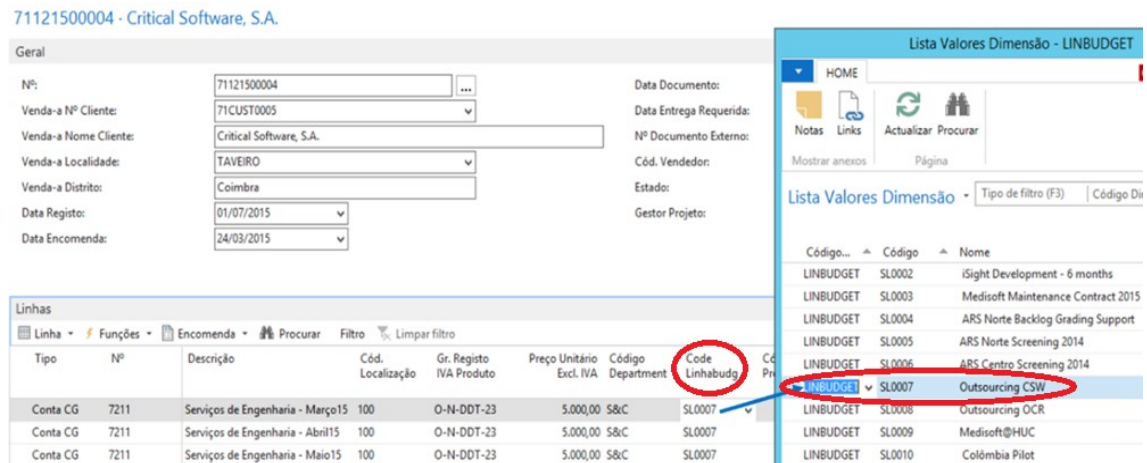 71121500004 - Critical Software, S.A.
Geral
Nº: 71121500004 ...
Venda-a Nº Cliente: 71CUST0005
Venda-a Nome Cliente: Critical Software, S.A.
Venda-a Localidade: TAVEIRO
Venda-a Distrito: Coimbra
Data Registo: 01/07/2015
Data Encomenda: 24/03/2015
Data Documento:
Data Entrega Requerida:
Nº Documento Externo:
Cód. Vendedor:
Estado:
Gestor Projeto:
Linhas
Linha Funções Encomenda Procurar Filtro Limpar filtro
Tipo Nº Descrição Cód. Localização Gr. Registo IVA Produto Preço Unitário Excl. IVA Código Department Code Linhabudg
Conta CG 7211 Serviços de Engenharia - Março15 100 O-N-DDT-23 5.000,00 S&C SL0007
Conta CG 7211 Serviços de Engenharia - Abril15 100 O-N-DDT-23 5.000,00 S&C SL0007
Conta CG 7211 Serviços de Engenharia - Maio15 100 O-N-DDT-23 5.000,00 S&C SL0007
Lista Valores Dimensão - LINBUDGET
HOME
Notas Links Actualizar Procurar
Mostrar anexos Página
Lista Valores Dimensão Tipo de filtro (F3) Código Di
Código... Código Nome
LINBUDGET SL0002 iSight Development - 6 months
LINBUDGET SL0003 Medisoft Maintenance Contract 2015
LINBUDGET SL0004 ARS Norte Backlog Grading Support
LINBUDGET SL0005 ARS Norte Screening 2014
LINBUDGET SL0006 ARS Centro Screening 2014
LINBUDGET SL0007 Outsourcing CSW
LINBUDGET SL0008 Outsourcing OCR
LINBUDGET SL0009 Medisoft@HUC
LINBUDGET SL0010 Colômbia Pilot